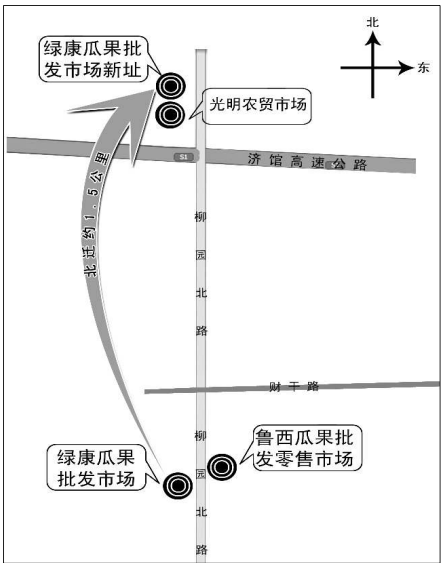 北
绿康瓜果批
发市场新址
东
光明农贸市场
S1
济馆高速公路
北迁约1.5公里
柳园北路
财干路
柳园北路
鲁西瓜果批
发零售市场
绿康瓜果
批发市场